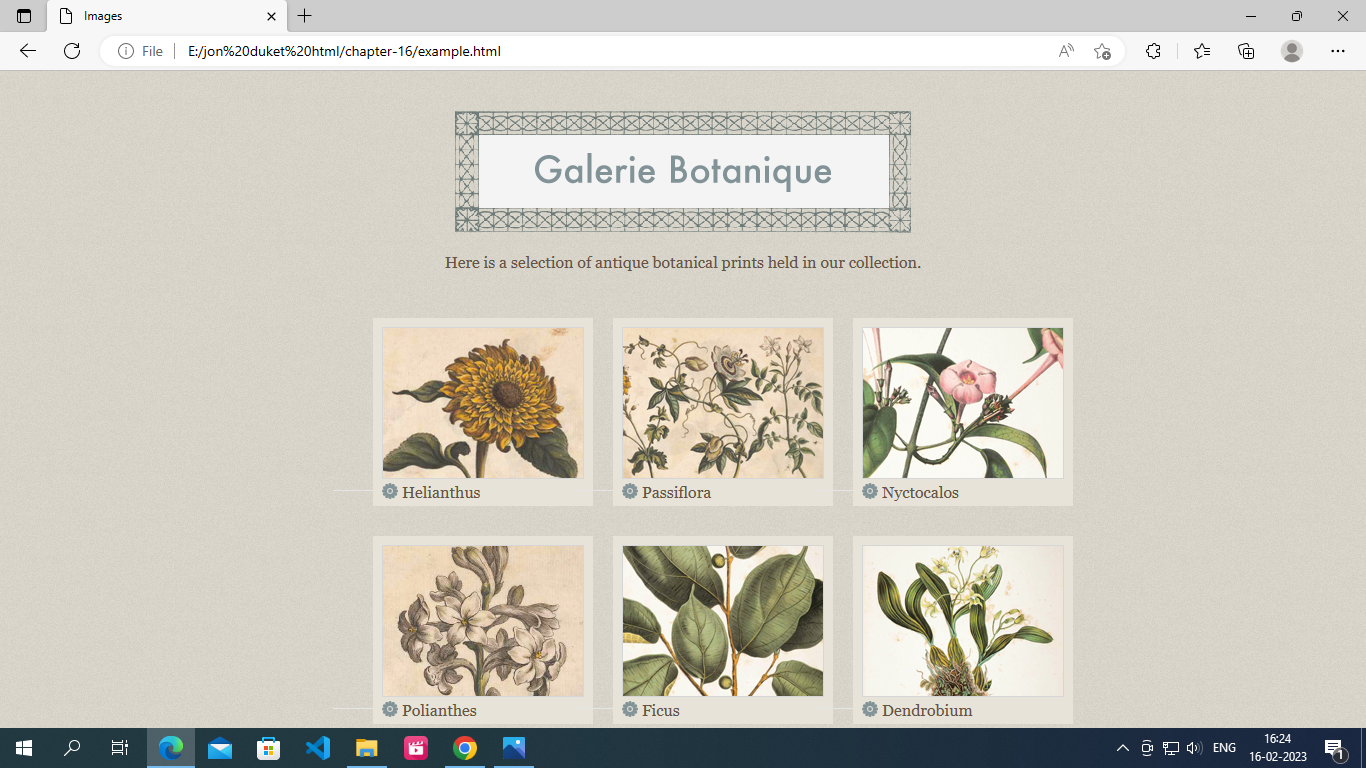 Images
File
E:/jon%20duket%20html/chapter-16/example.html
Galerie Botanique
Here is a selection of antique botanical prints held in our collection.
Helianthus
Passiflora
Nyctocalos
Polianthes
Ficus
Dendrobium
ENG
16:24
16-02-2023
1